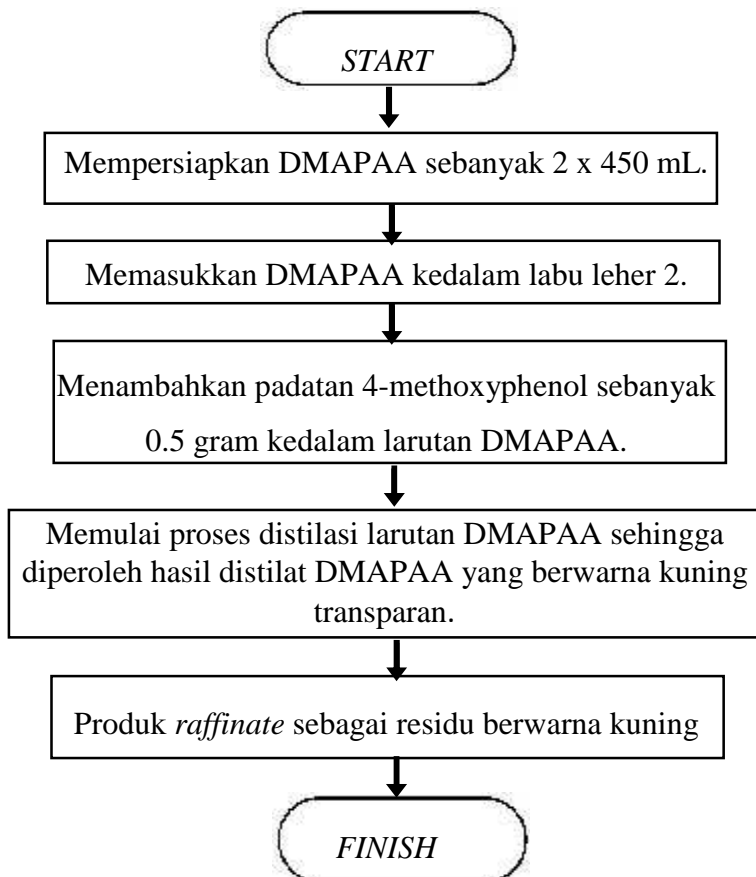 START
Mempersiapkan DMAPAA sebanyak 2 x 450 mL.
Memasukkan DMAPAA kedalam labu leher 2.
Menambahkan padatan 4-methoxyphenol sebanyak
0.5 gram kedalam larutan DMAPAA.
Memulai proses distilasi larutan DMAPAA sehingga
diperoleh hasil distilat DMAPAA yang berwarna kuning
transparan.
Produk raffinate sebagai residu berwarna kuning
FINISH